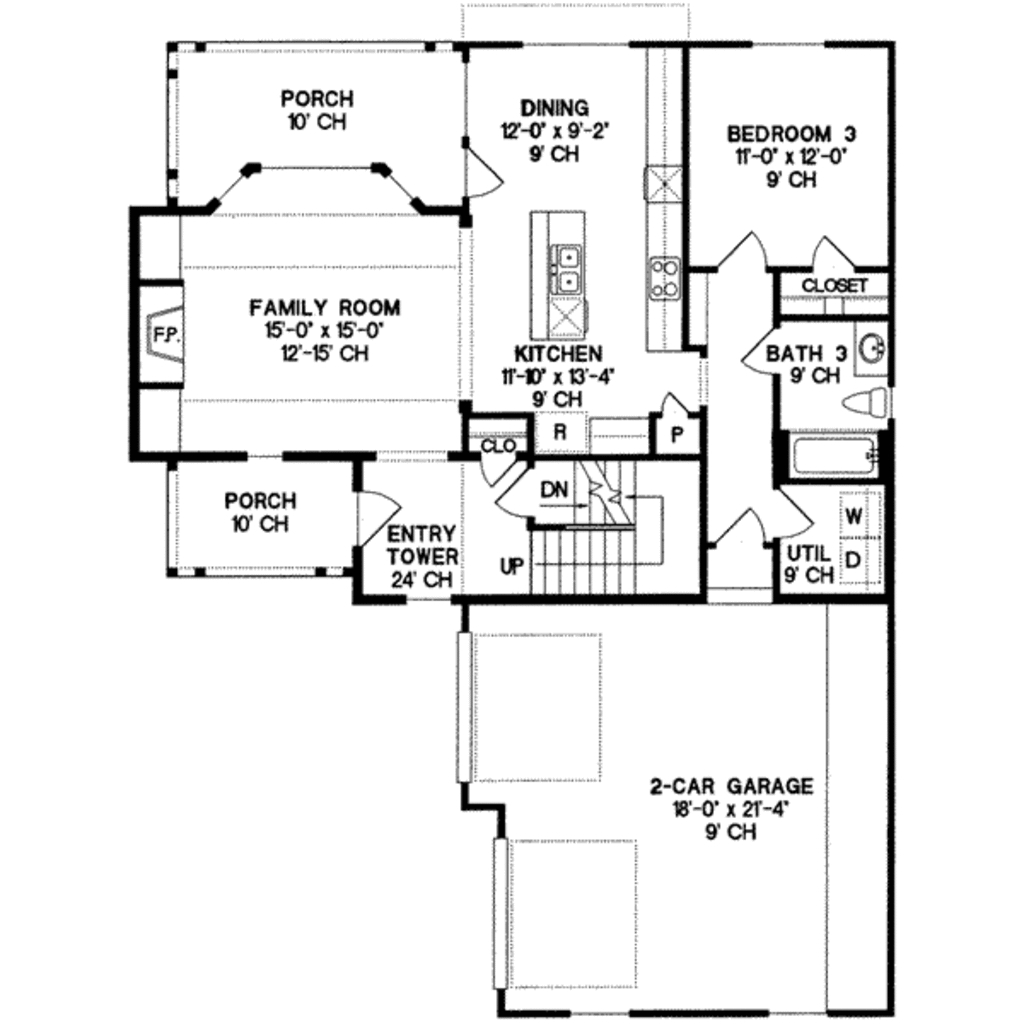 PORCH
10' CH
DINING
12'-0" x 9'-2"
9' CH
BEDROOM 3
11'-0" x 12'-0"
9' CH
CLOSET
FAMILY ROOM
15'-0" x 15'-0"
12'-15' CH
F.P.
KITCHEN
11'-10" x 13'-4"
9' CH
BATH 3
9' CH
CLO
R
P
PORCH
10' CH
ENTRY
TOWER
24' CH
DN
UP
UTIL
9' CH
W
D
2-CAR GARAGE
18'-0" x 21'-4"
9' CH